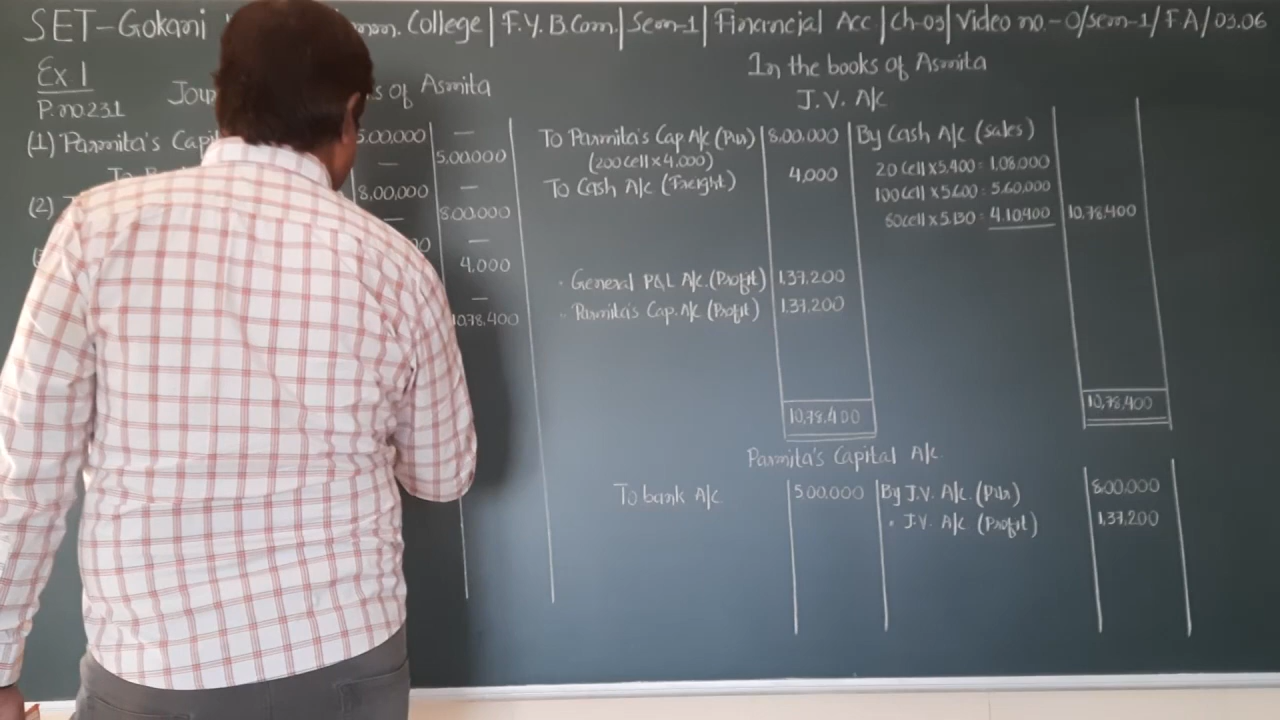 SET-Gokani College | F.Y.B.Com. | Sem-1 | Financial Acc | Ch-03 | Video no.-0/sem-1/FA/03.06
Ex 1
P.no.231
s of Asmita
(1) Parmita's Capi 5,00,000 —
— 5,00,000
(2) 8,00,000 —
— 8,00,000
—
4,000
—
10,78,400
In the books of Asmita
J.V. A/c
To Parmita's Cap A/c (Pur) 8,00,000 By Cash A/c (sales)
(200 Cell x 4,000) 20 Cell x 5,400 = 1,08,000
To Cash A/c (Freight) 4,000 100 Cell x 5,600 = 5,60,000
80 cell x 5,130 = 4,10,400 10,78,400
General P&L A/c. (Profit) 1,37,200
Parmita's Cap. A/c (Profit) 1,37,200
10,78,400 10,78,400
Parmita's Capital A/c
To bank A/c 5,00,000 By J.V. A/c. (Pur) 8,00,000
" J.V. A/c (Profit) 1,37,200